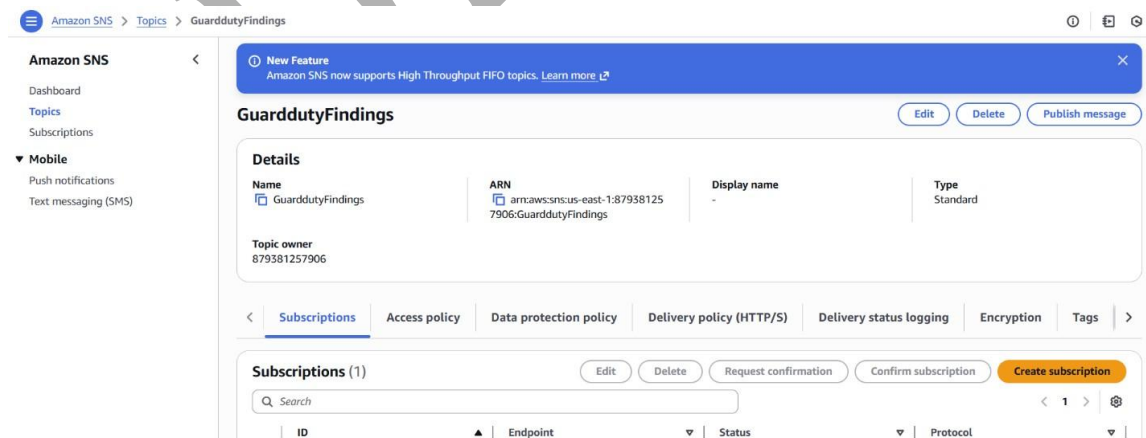 Amazon SNS > Topics > GuarddutyFindings
Amazon SNS
Dashboard
Topics
Subscriptions
Mobile
Push notifications
Text messaging (SMS)
New Feature
Amazon SNS now supports High Throughput FIFO topics. Learn more
GuarddutyFindings
Edit
Delete
Publish message
Details
Name
GuarddutyFindings
ARN
arn:aws:sns:us-east-1:87938125
7906:GuarddutyFindings
Display name
-
Type
Standard
Topic owner
879381257906
Subscriptions
Access policy
Data protection policy
Delivery policy (HTTP/S)
Delivery status logging
Encryption
Tags
Subscriptions (1)
Edit
Delete
Request confirmation
Confirm subscription
Create subscription
Search
1
ID
Endpoint
Status
Protocol